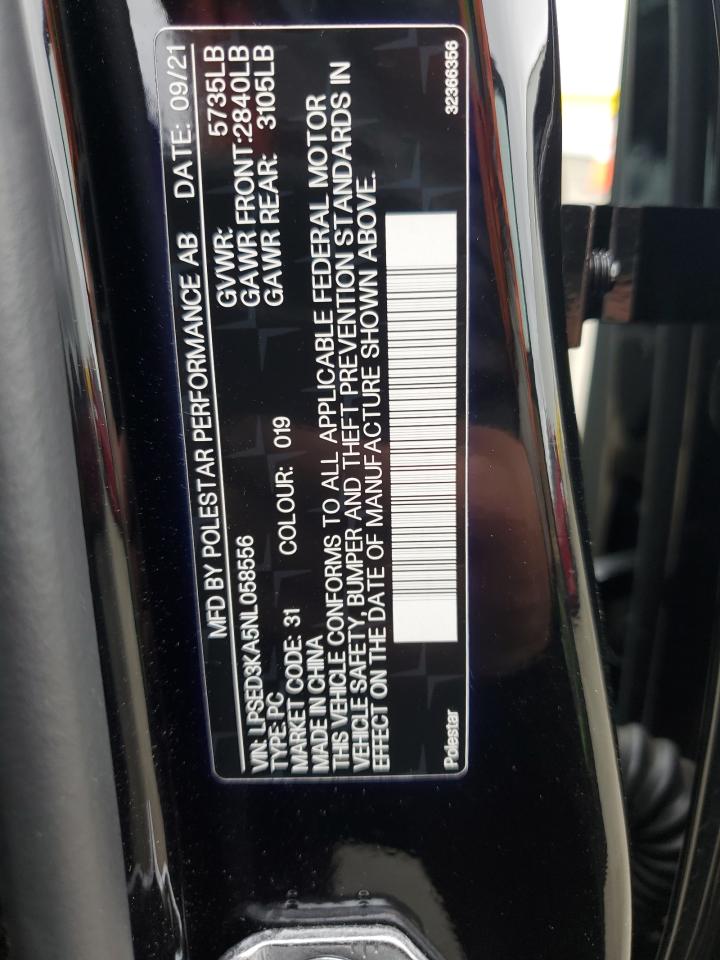 MFD BY POLESTAR PERFORMANCE AB DATE: 09/21
GVWR: 5735LB
GAWR FRONT:2840LB
GAWR REAR: 3105LB
VIN: LPSED3KA5NL058556
TYPE: PC
MARKET CODE: 31 COLOUR: 019
MADE IN CHINA
THIS VEHICLE CONFORMS TO ALL APPLICABLE FEDERAL MOTOR
VEHICLE SAFETY, BUMPER AND THEFT PREVENTION STANDARDS IN
EFFECT ON THE DATE OF MANUFACTURE SHOWN ABOVE.
Polestar 32366356